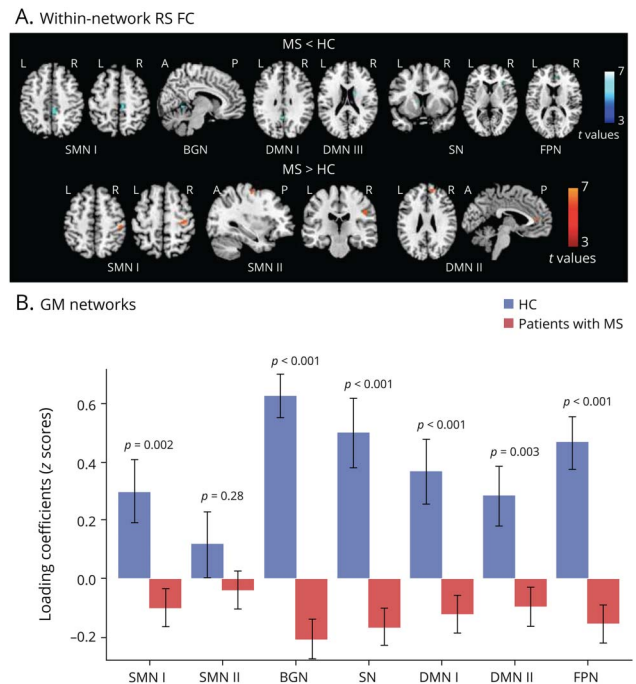 A. Within-network RS FC
MS < HC
L R L R A P L R L R L R L R L R
7
3
t values
SMN I BGN DMN I DMN III SN FPN
MS > HC
L R L R A P L R L R A P
7
3
t values
SMN I SMN II DMN II
B. GM networks
HC
Patients with MS
Loading coefficients (z scores)
0.6
0.4
0.2
0.0
–0.2
p = 0.002
p = 0.28
p < 0.001
p < 0.001
p < 0.001
p = 0.003
p < 0.001
SMN I SMN II BGN SN DMN I DMN II FPN